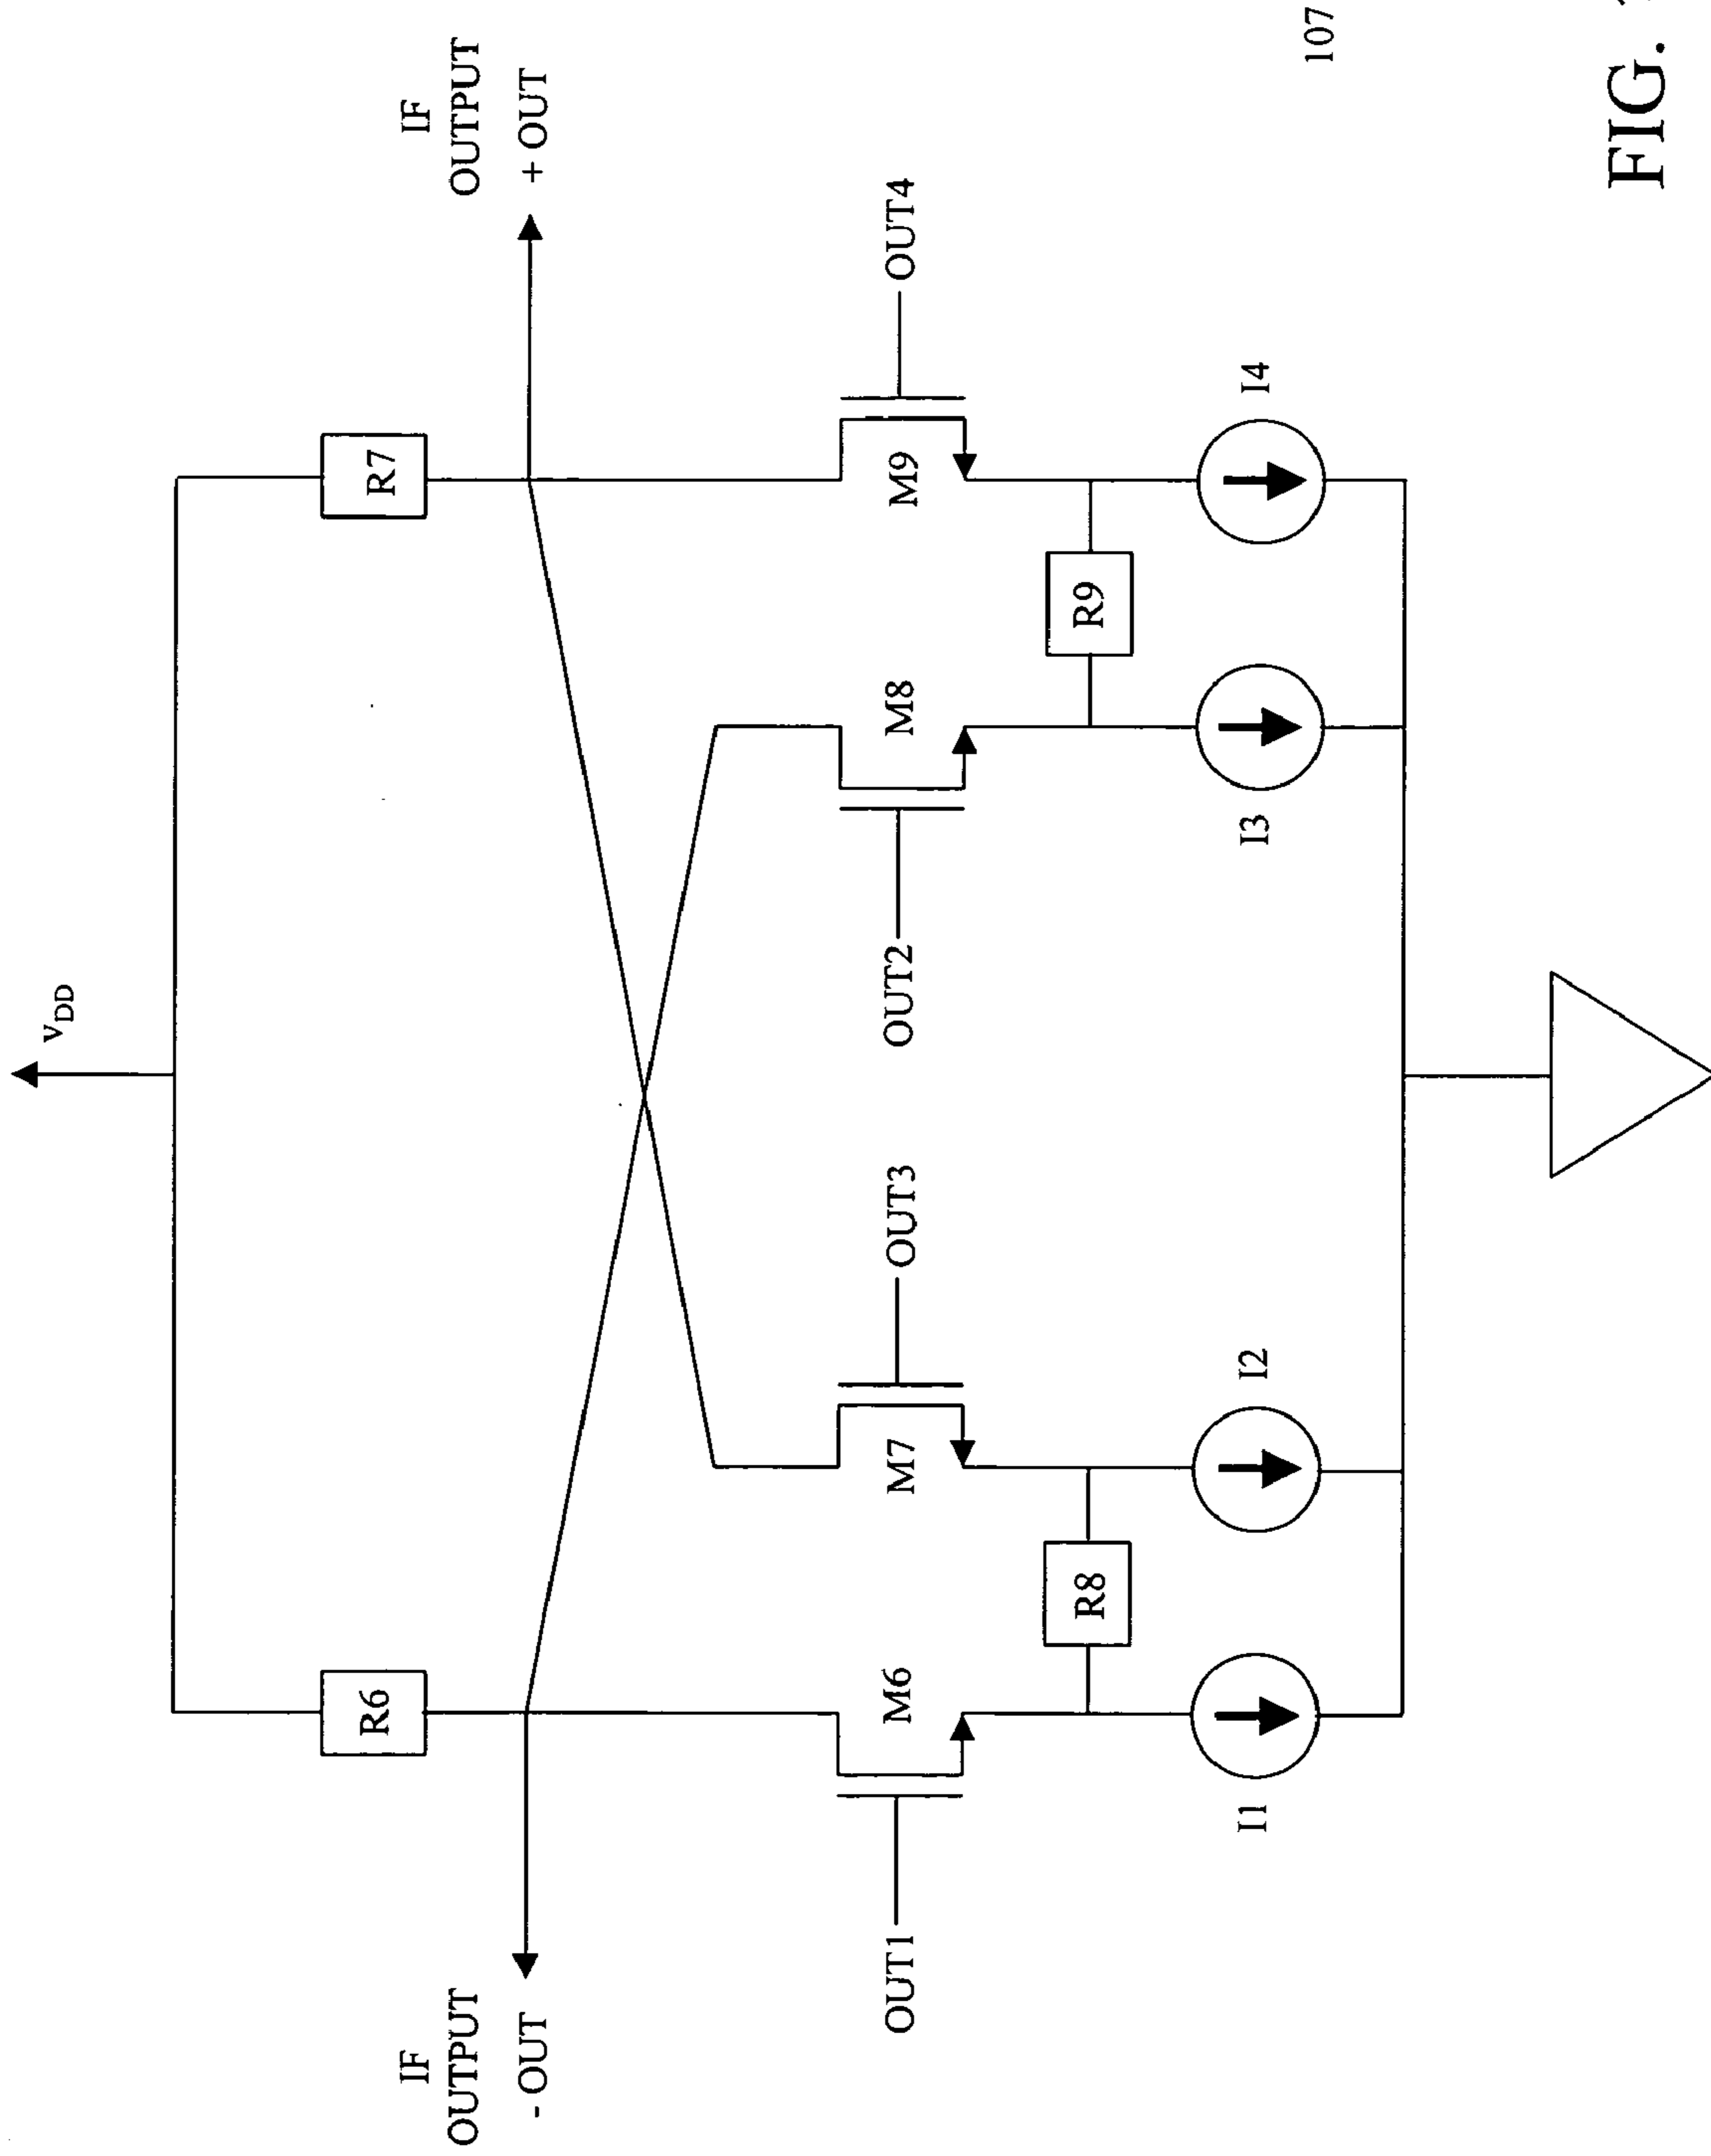 V_DD
IF
OUTPUT
- OUT
IF
OUTPUT
+ OUT
R6
R7
OUT1
M6
M7
OUT3
OUT2
M8
M9
OUT4
R8
R9
I1
I2
I3
I4
107
FIG.